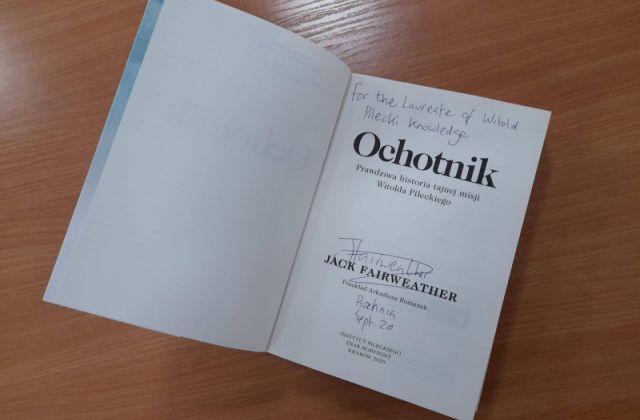 For the Laureate of Witold
Pilecki Knowledge
Ochotnik
Prawdziwa historia tajnej misji
Witolda Pileckiego
JFairweather
JACK FAIRWEATHER
Przekład Arkadiusz Romanek
Bochnia
Sept. 20
INSTYTUT PILECKIEGO
ZNAK HORYZONT
KRAKÓW 2020